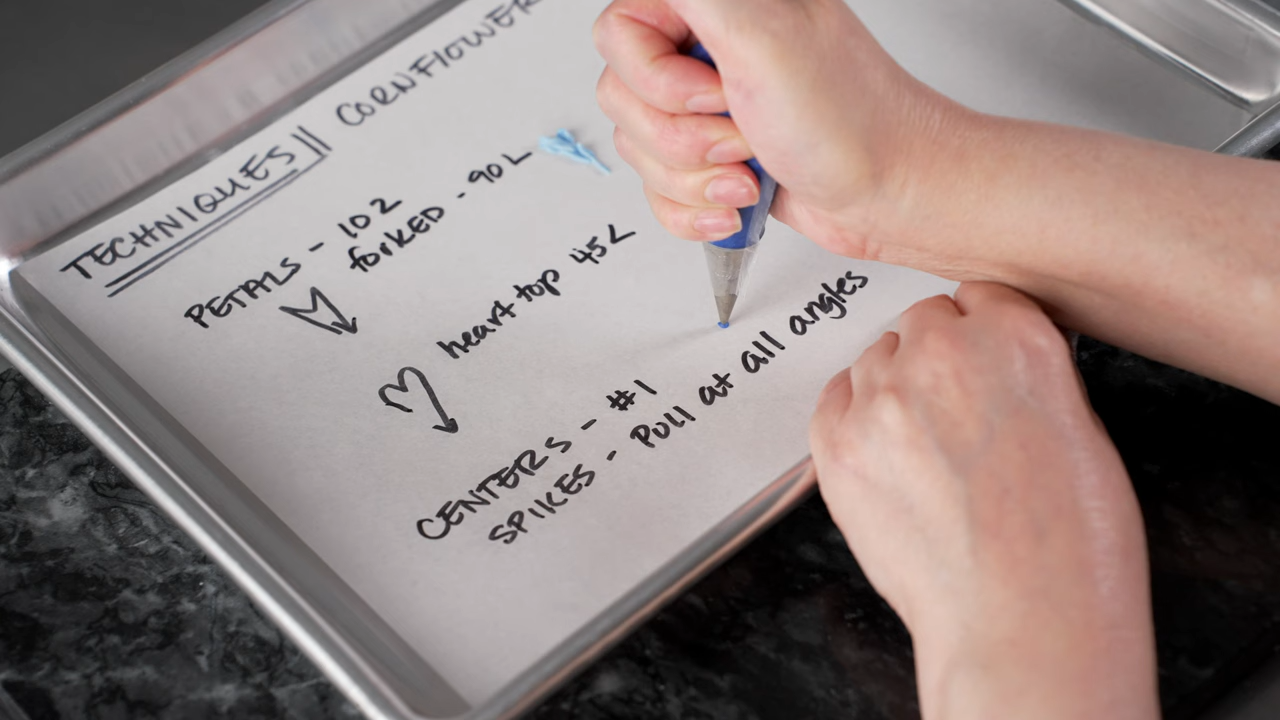 TECHNIQUES || CORNFLOWER
PETALS - 102
forked - 90 L
heart top 45 L
CENTERS - #1
SPIKES - Pull at all angles